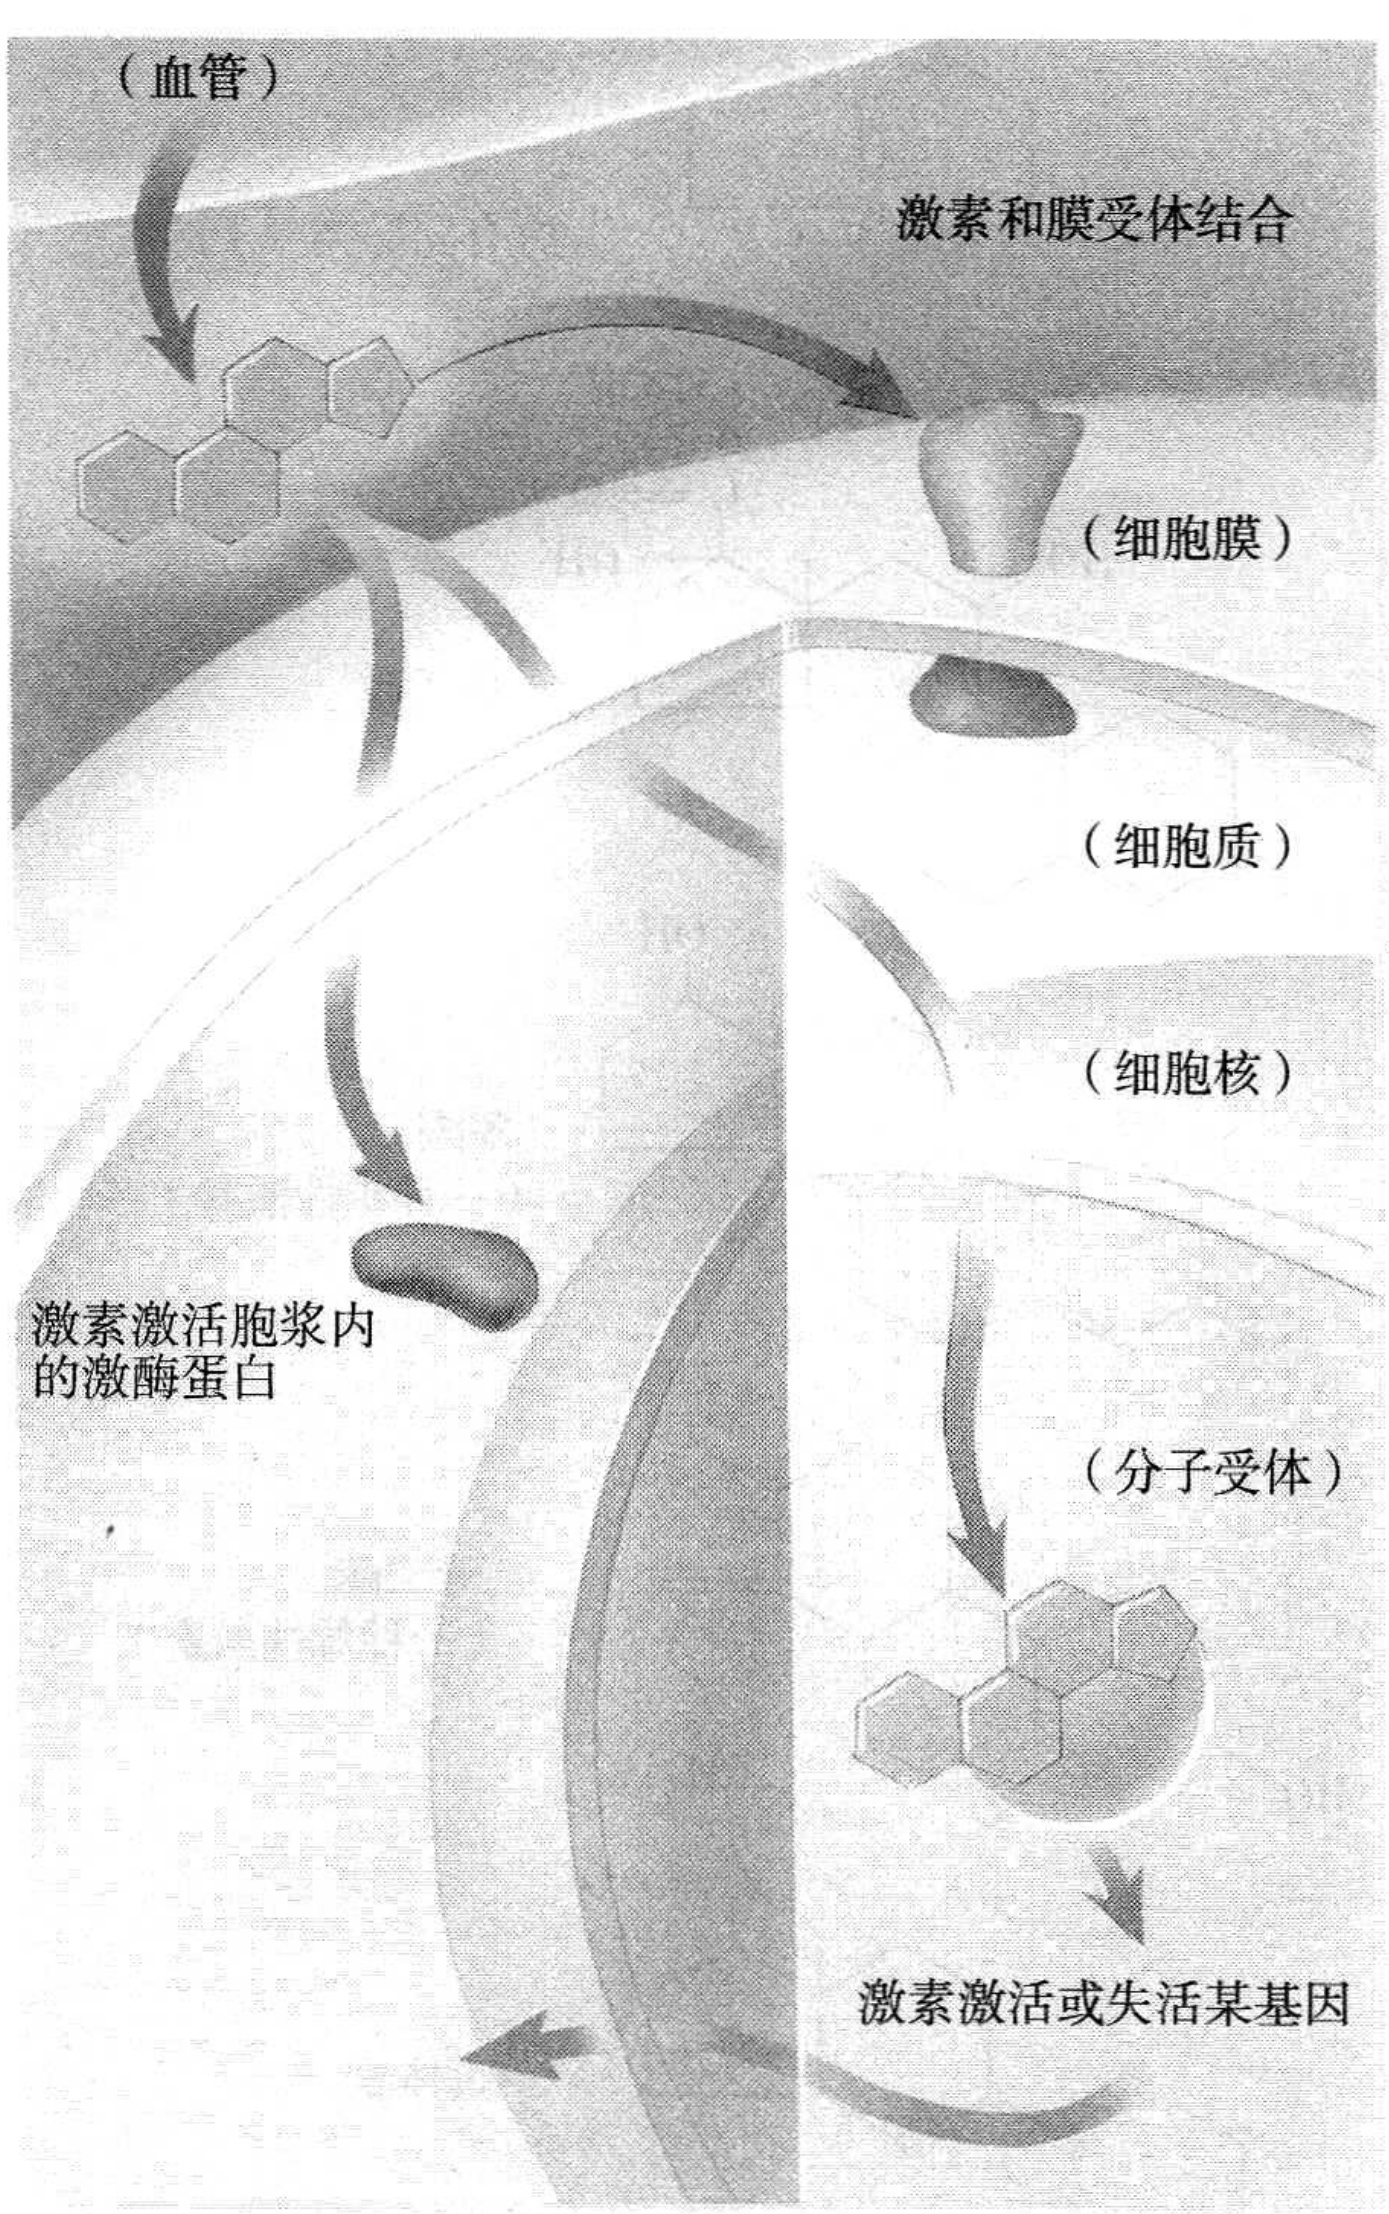 （血管）
激素和膜受体结合
（细胞膜）
（细胞质）
（细胞核）
激素激活胞浆内
的激酶蛋白
（分子受体）
激素激活或失活某基因